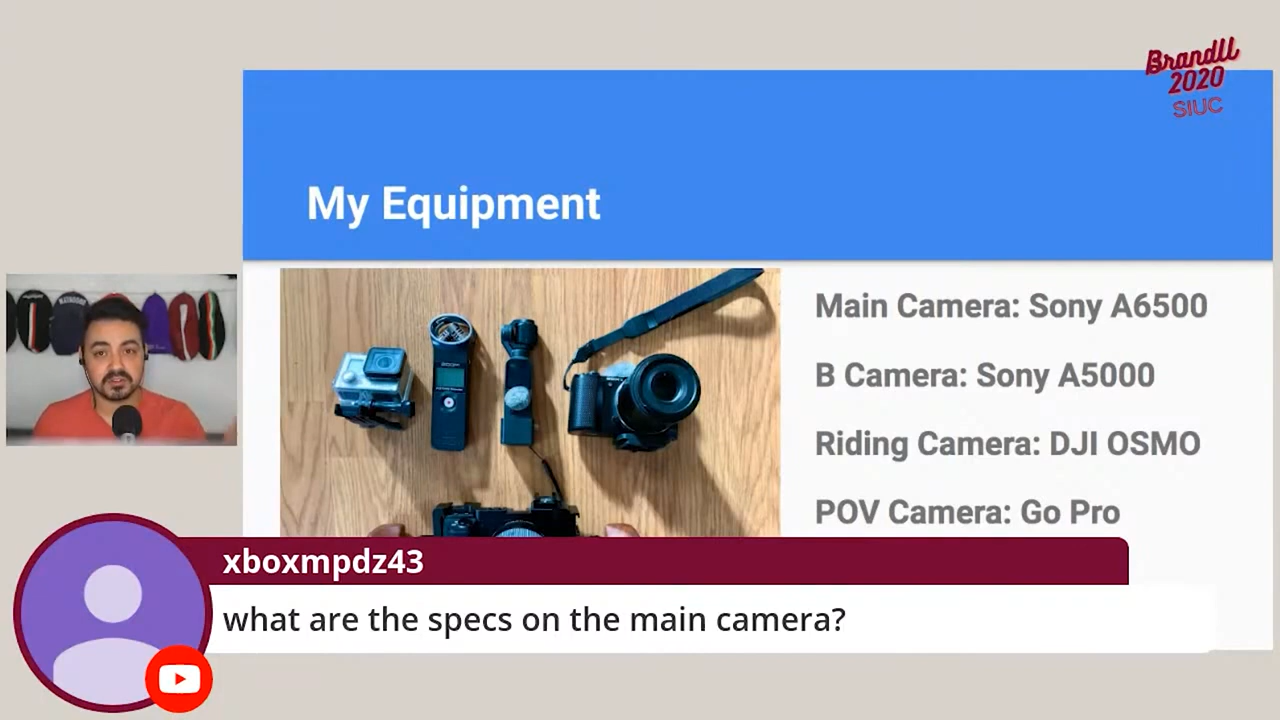 BrandU
2020
SIUC
My Equipment
Main Camera: Sony A6500
B Camera: Sony A5000
Riding Camera: DJI OSMO
POV Camera: Go Pro
xboxmpdz43
what are the specs on the main camera?